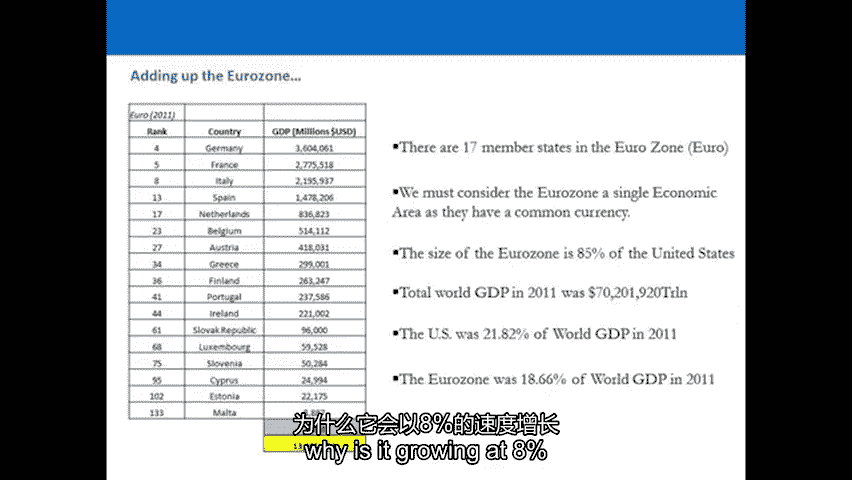 Adding up the Eurozone...
Euro (2011)
Rank Country GDP (Millions $USD)
4 Germany 3,604,061
5 France 2,775,518
8 Italy 2,195,937
13 Spain 1,478,206
17 Netherlands 836,823
23 Belgium 514,112
27 Austria 418,031
34 Greece 299,001
36 Finland 263,247
41 Portugal 237,586
44 Ireland 221,002
61 Slovak Republic 96,000
68 Luxembourg 59,528
75 Slovenia 50,284
95 Cyprus 24,994
102 Estonia 22,175
133 Malta
▪There are 17 member states in the Euro Zone (Euro)
▪We must consider the Eurozone a single Economic
Area as they have a common currency.
▪The size of the Eurozone is 85% of the United States
▪Total world GDP in 2011 was $70,201,920Trln
▪The U.S. was 21.82% of World GDP in 2011
▪The Eurozone was 18.66% of World GDP in 2011
为什么它会以8%的速度增长
why is it growing at 8%